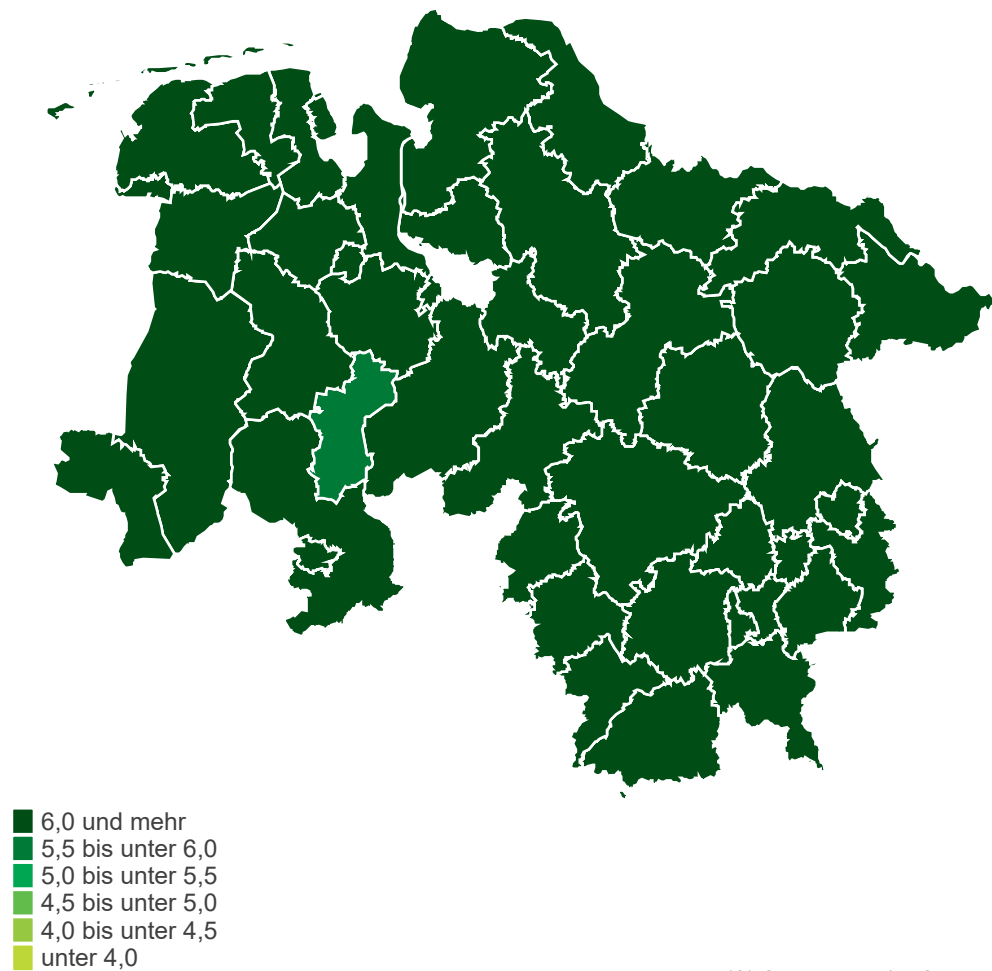 6,0 und mehr
5,5 bis unter 6,0
5,0 bis unter 5,5
4,5 bis unter 5,0
4,0 bis unter 4,5
unter 4,0